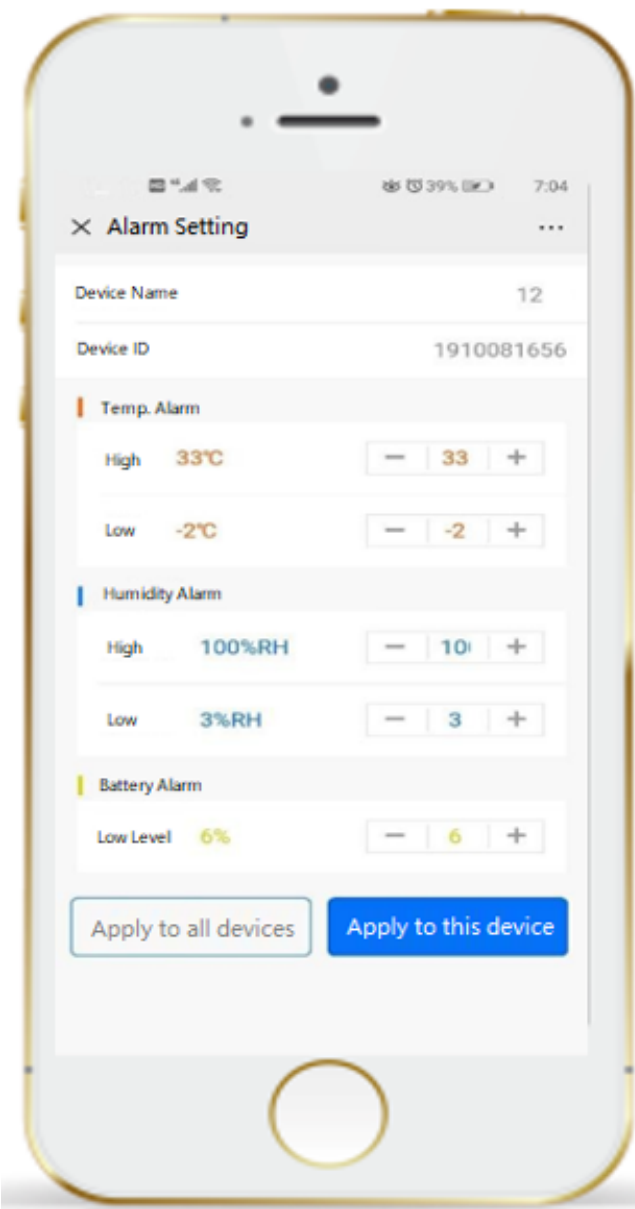 39% 7:04
× Alarm Setting ...
Device Name 12
Device ID 1910081656
Temp. Alarm
High 33℃ — 33 +
Low -2℃ — -2 +
Humidity Alarm
High 100%RH — 10 +
Low 3%RH — 3 +
Battery Alarm
Low Level 6% — 6 +
Apply to all devices Apply to this device